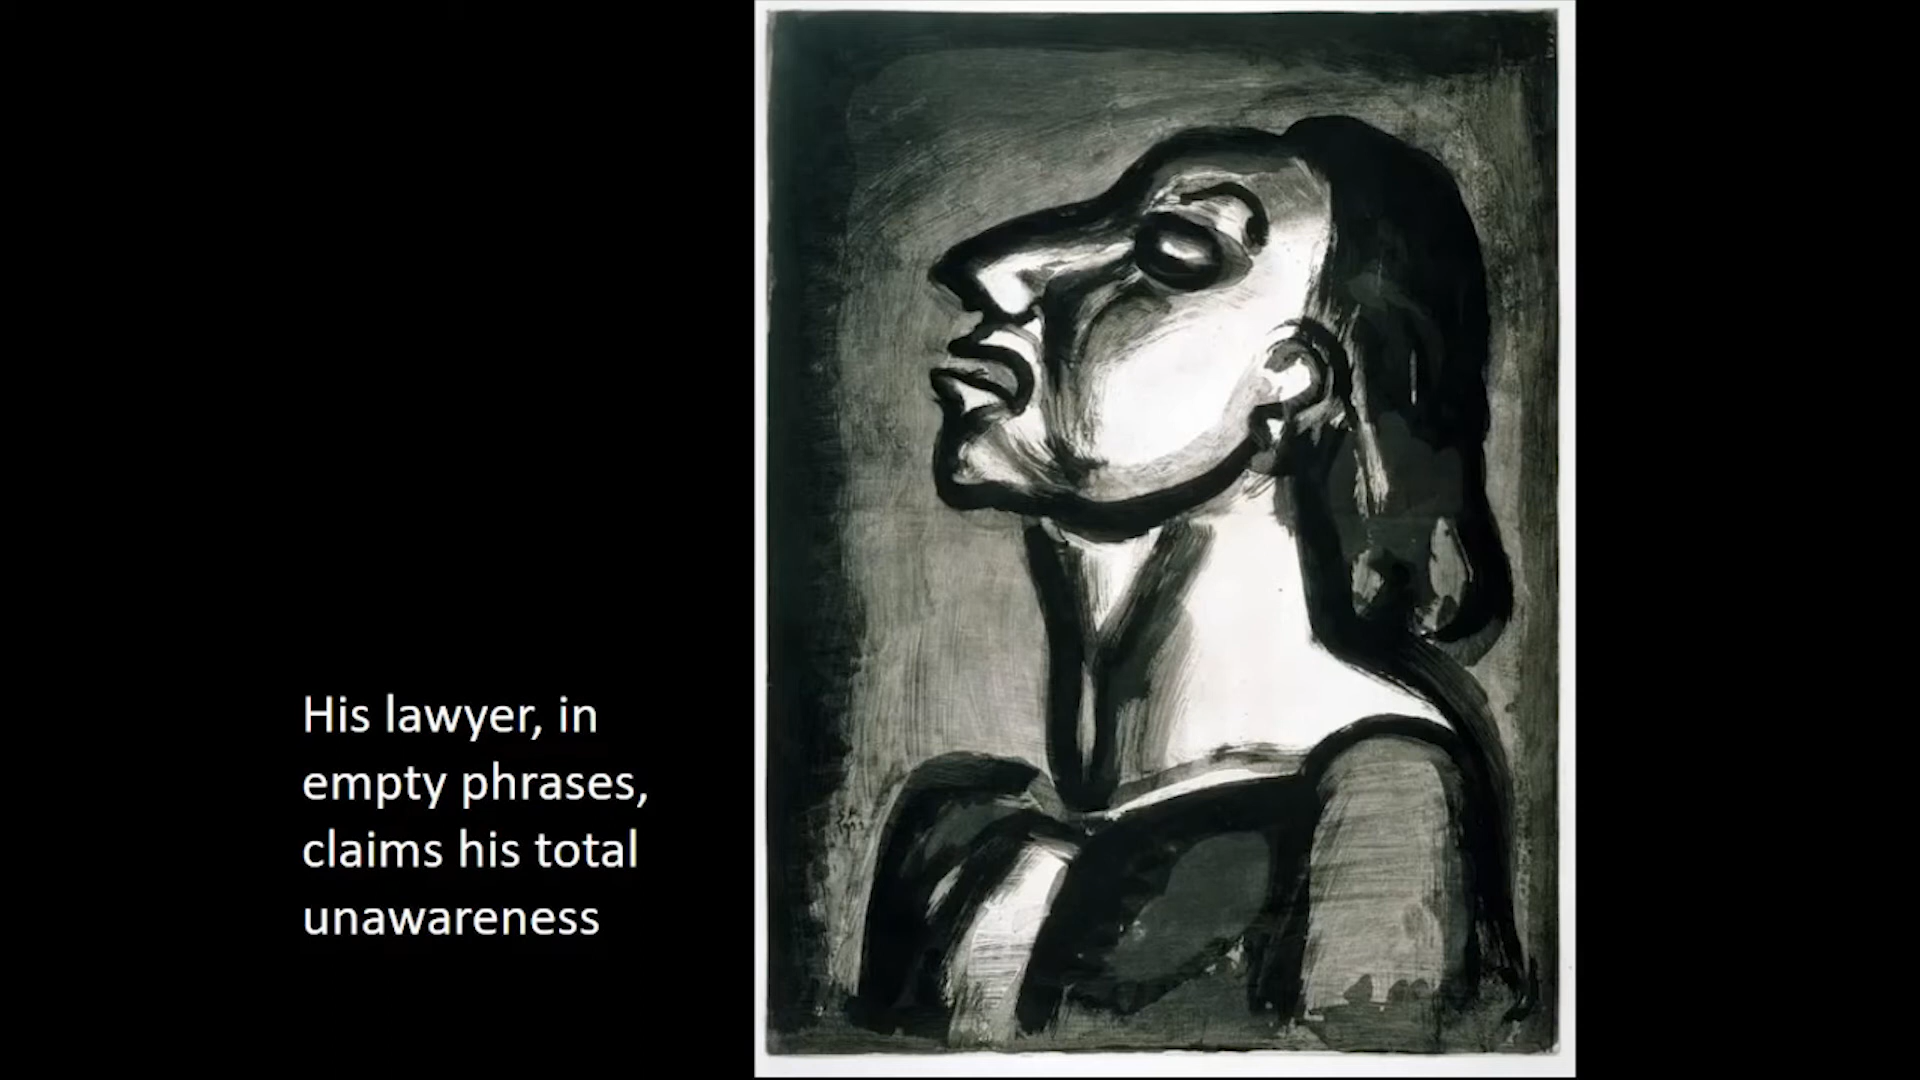 His lawyer, in
empty phrases,
claims his total
unawareness